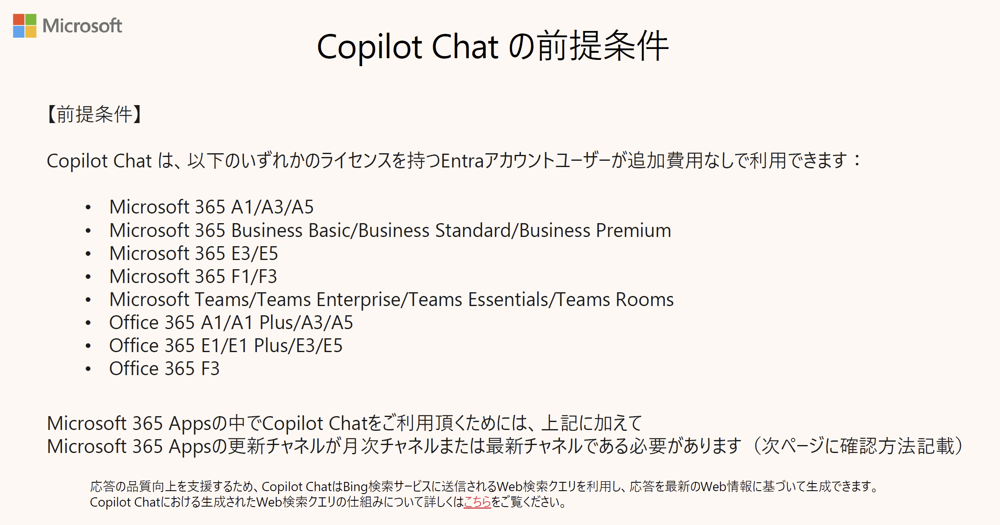 Microsoft
Copilot Chat の前提条件
【前提条件】
Copilot Chat は、以下のいずれかのライセンスを持つEntraアカウントユーザーが追加費用なしで利用できます：
• Microsoft 365 A1/A3/A5
• Microsoft 365 Business Basic/Business Standard/Business Premium
• Microsoft 365 E3/E5
• Microsoft 365 F1/F3
• Microsoft Teams/Teams Enterprise/Teams Essentials/Teams Rooms
• Office 365 A1/A1 Plus/A3/A5
• Office 365 E1/E1 Plus/E3/E5
• Office 365 F3
Microsoft 365 Appsの中でCopilot Chatをご利用頂くためには、上記に加えて
Microsoft 365 Appsの更新チャネルが月次チャネルまたは最新チャネルである必要があります（次ページに確認方法記載）
応答の品質向上を支援するため、Copilot ChatはBing検索サービスに送信されるWeb検索クエリを利用し、応答を最新のWeb情報に基づいて生成できます。
Copilot Chatにおける生成されたWeb検索クエリの仕組みについて詳しくはこちらをご覧ください。